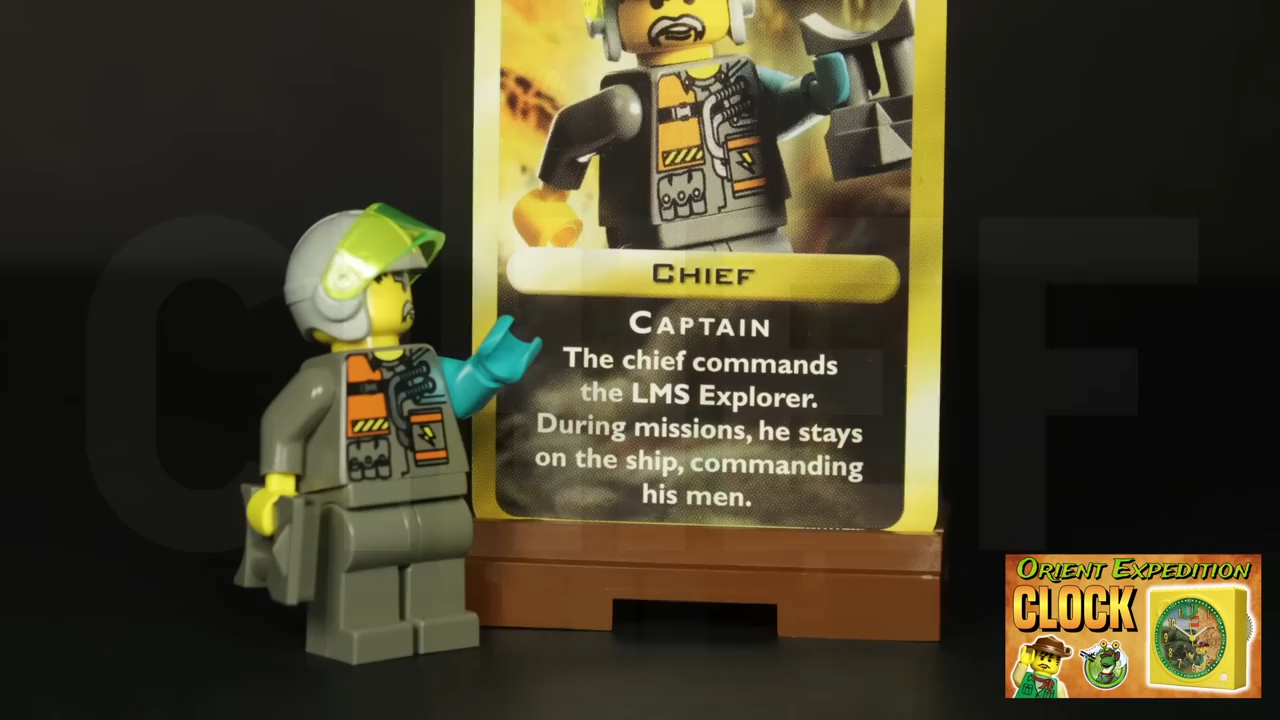 CHIEF
CHIEF
CAPTAIN
The chief commands
the LMS Explorer.
During missions, he stays
on the ship, commanding
his men.
ORIENT EXPEDITION
CLOCK